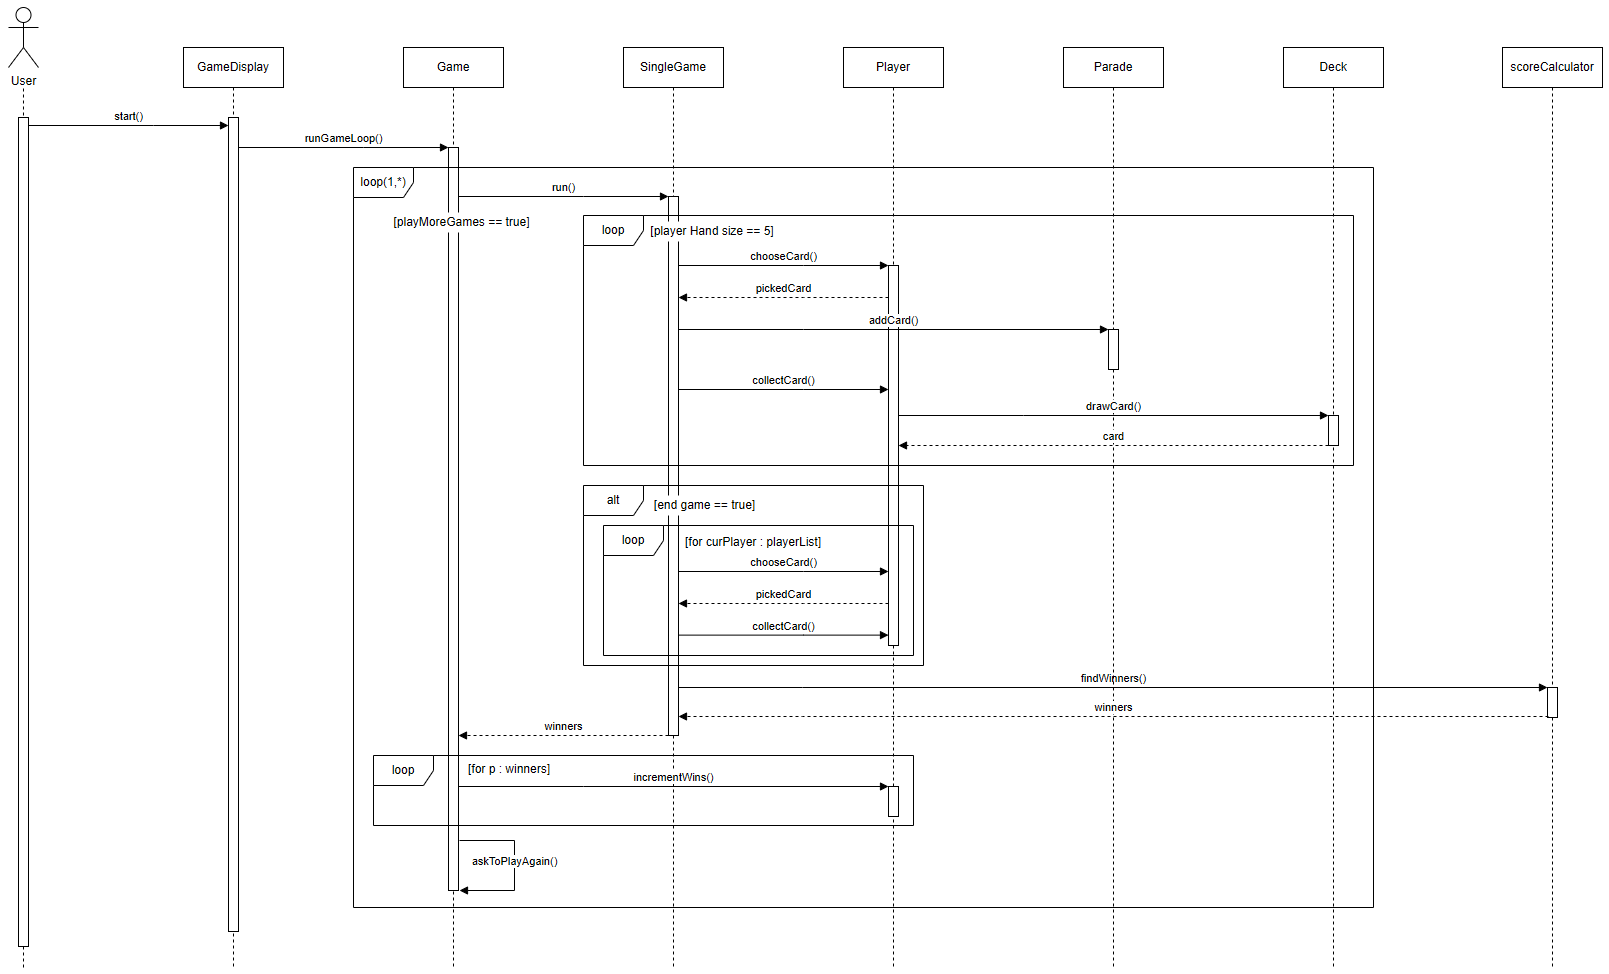 User
GameDisplay
Game
SingleGame
Player
Parade
Deck
scoreCalculator
start()
runGameLoop()
loop(1,*)
run()
[playMoreGames == true]
loop
[player Hand size == 5]
chooseCard()
pickedCard
addCard()
collectCard()
drawCard()
card
alt
[end game == true]
loop
[for curPlayer : playerList]
chooseCard()
pickedCard
collectCard()
findWinners()
winners
winners
loop
[for p : winners]
incrementWins()
askToPlayAgain()